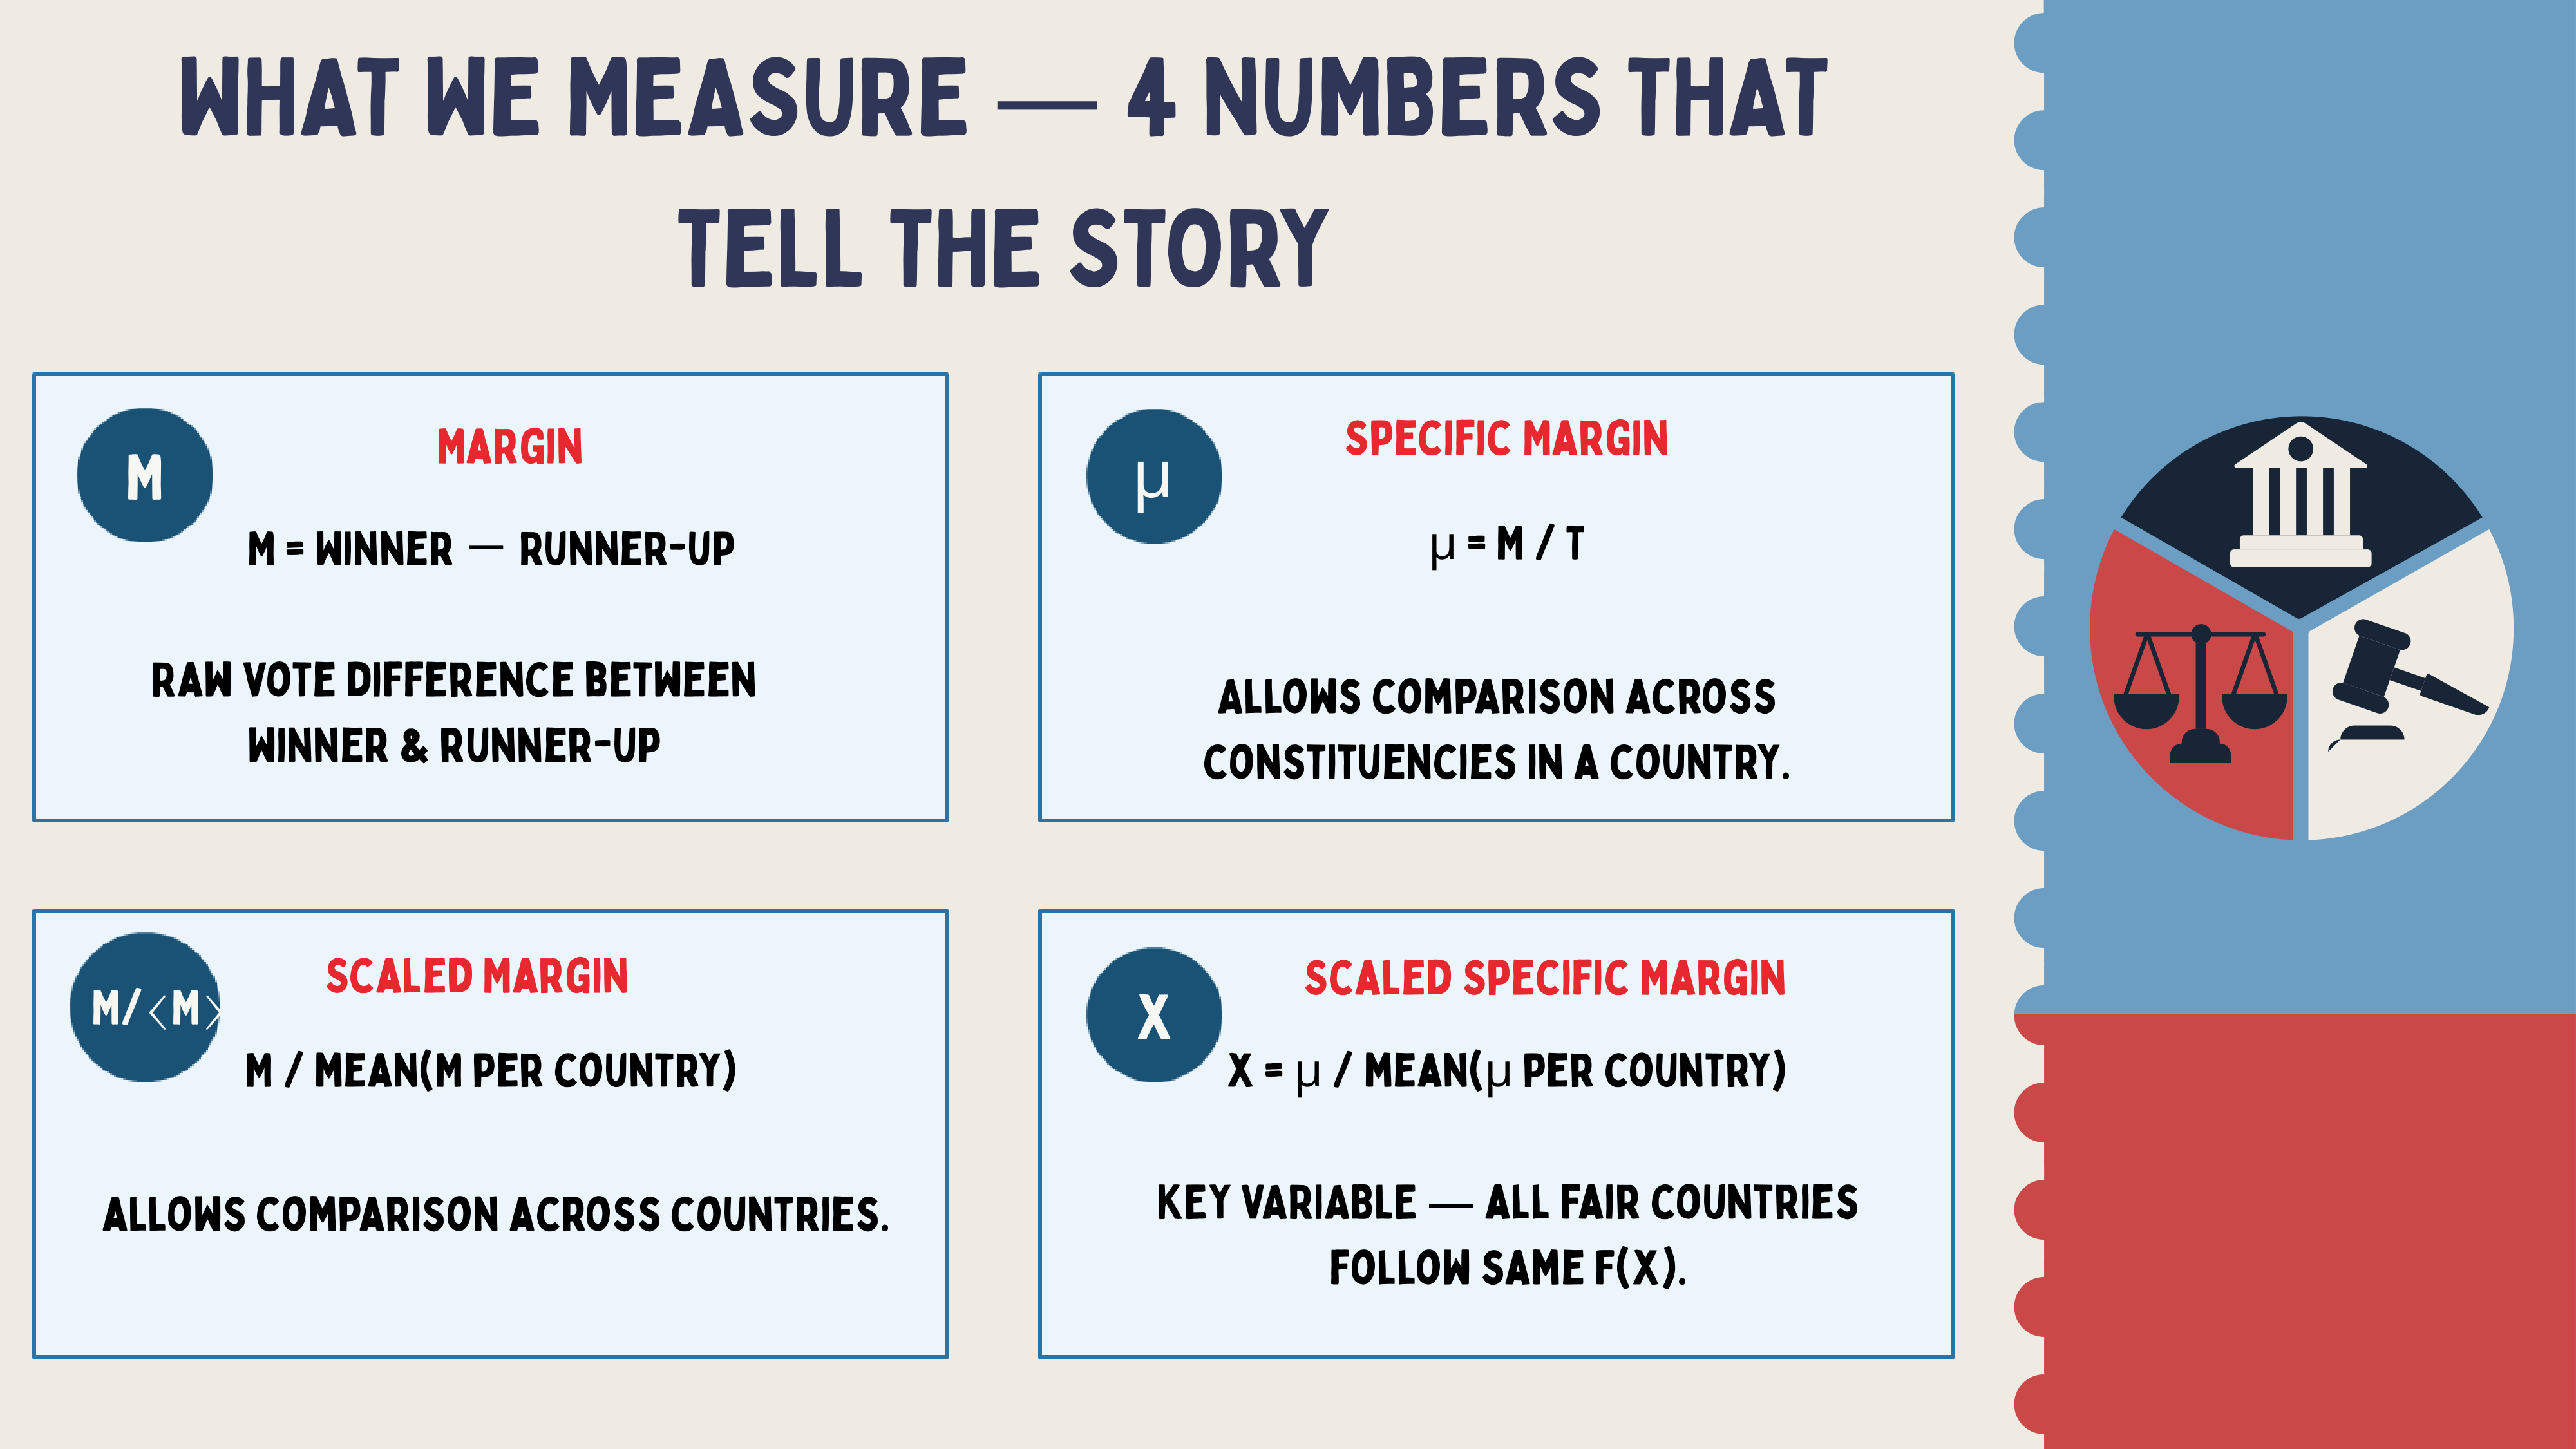 WHAT WE MEASURE — 4 NUMBERS THAT
TELL THE STORY
M
MARGIN
M = WINNER — RUNNER-UP
RAW VOTE DIFFERENCE BETWEEN
WINNER & RUNNER-UP
µ
SPECIFIC MARGIN
µ = M / T
ALLOWS COMPARISON ACROSS
CONSTITUENCIES IN A COUNTRY.
M/〈M〉
SCALED MARGIN
M / MEAN(M PER COUNTRY)
ALLOWS COMPARISON ACROSS COUNTRIES.
X
SCALED SPECIFIC MARGIN
X = µ / MEAN(µ PER COUNTRY)
KEY VARIABLE — ALL FAIR COUNTRIES
FOLLOW SAME F(X).